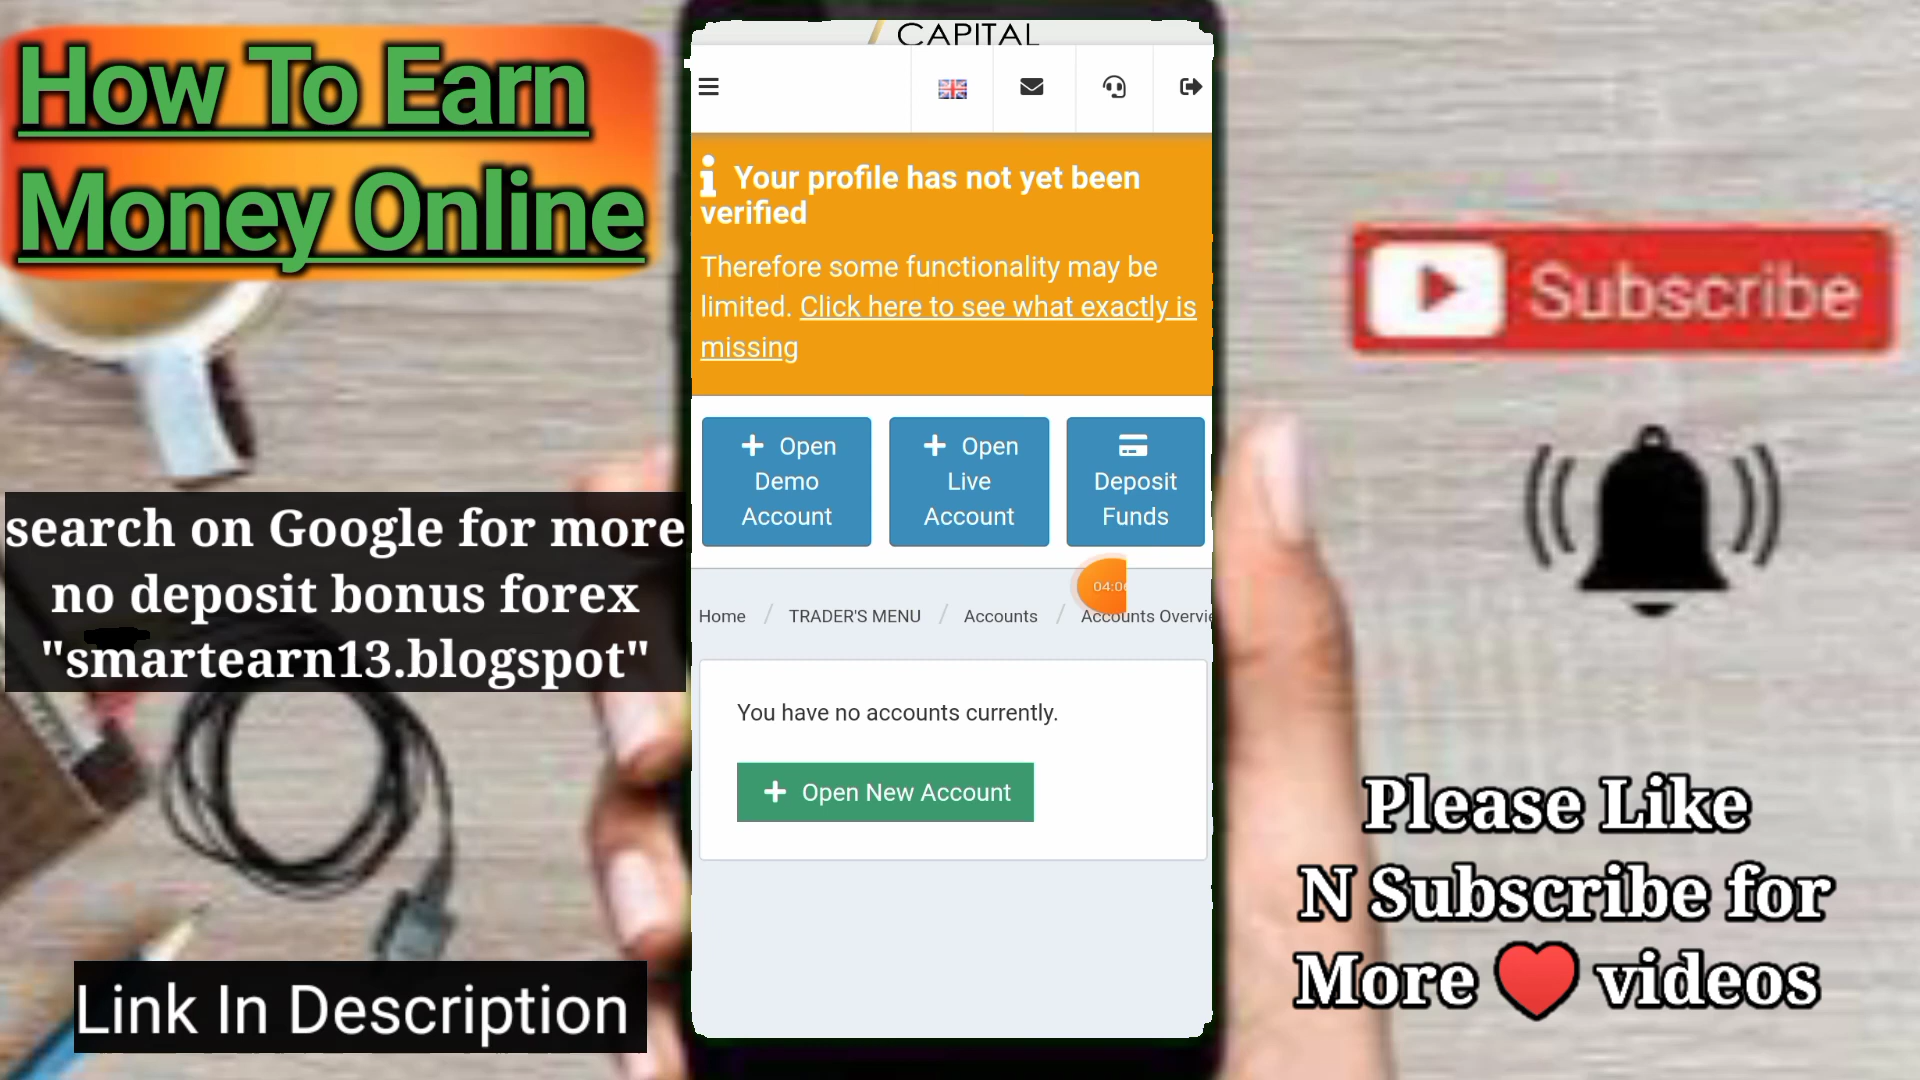 How To Earn
Money Online
search on Google for more
no deposit bonus forex
"smartearn13.blogspot"
Link In Description
CAPITAL
Your profile has not yet been
verified
Therefore some functionality may be
limited. Click here to see what exactly is
missing
+ Open
Demo
Account
+ Open
Live
Account
Deposit
Funds
04:06
Home / TRADER'S MENU / Accounts / Accounts Overvie
You have no accounts currently.
+ Open New Account
Subscribe
Please Like
N Subscribe for
More ❤️ videos